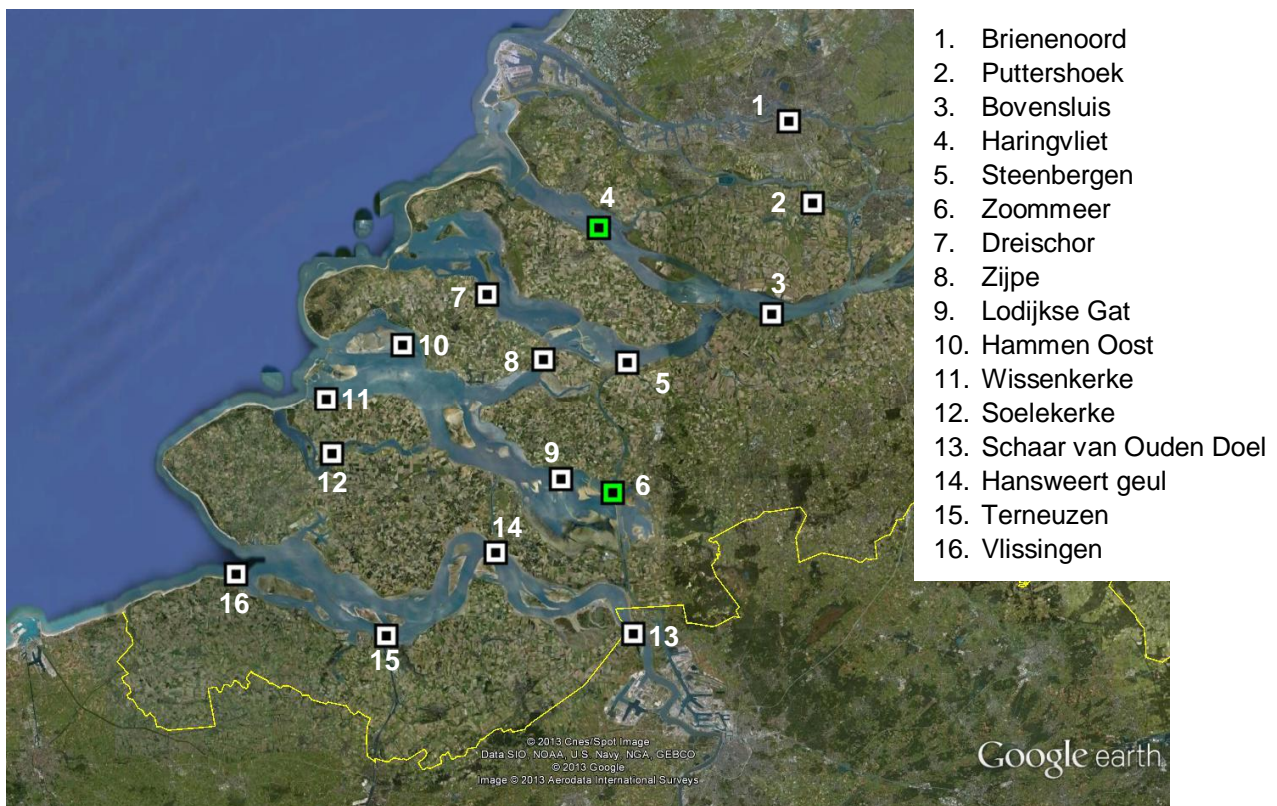 1. Brienenoord
2. Puttershoek
3. Bovensluis
4. Haringvliet
5. Steenbergen
6. Zoommeer
7. Dreischor
8. Zijpe
9. Lodijkse Gat
10. Hammen Oost
11. Wissenkerke
12. Soelekerke
13. Schaar van Ouden Doel
14. Hansweert geul
15. Terneuzen
16. Vlissingen
1
2
4
3
7
10
8
5
11
9
12
6
14
16
13
15
© 2013 Cnes/Spot Image
Data SIO, NOAA, U.S. Navy, NGA, GEBCO
© 2013 Google
Image © 2013 Aerodata International Surveys
Google earth